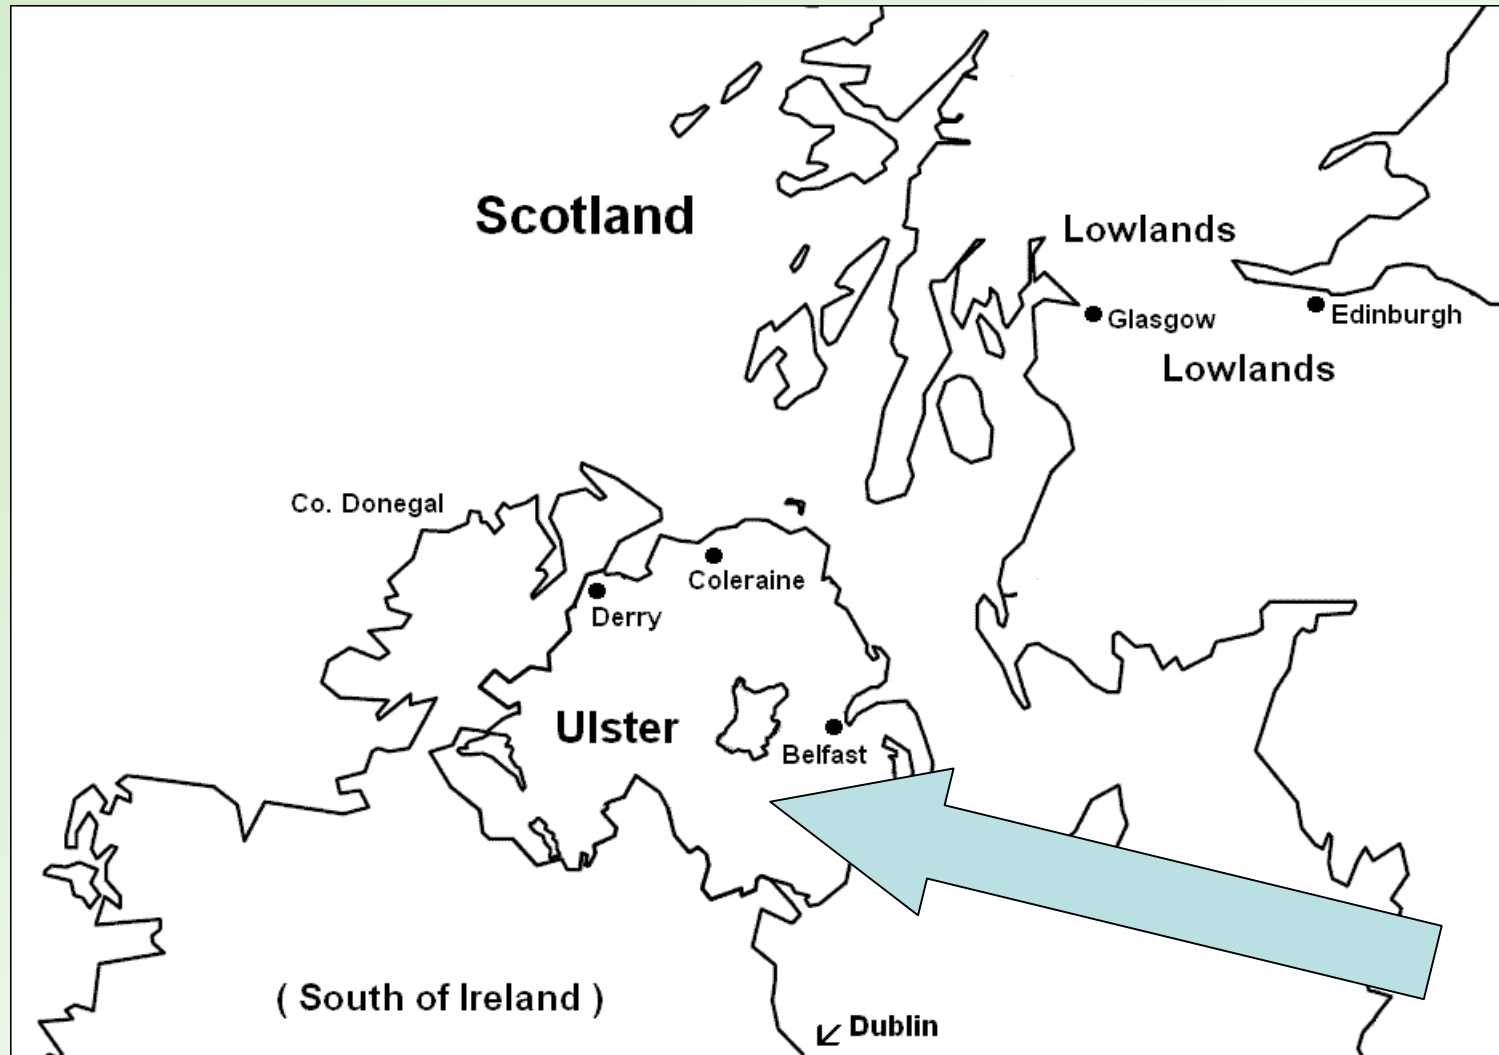 Scotland
Lowlands
Glasgow
Edinburgh
Lowlands
Co. Donegal
Coleraine
Derry
Ulster
Belfast
( South of Ireland )
Dublin